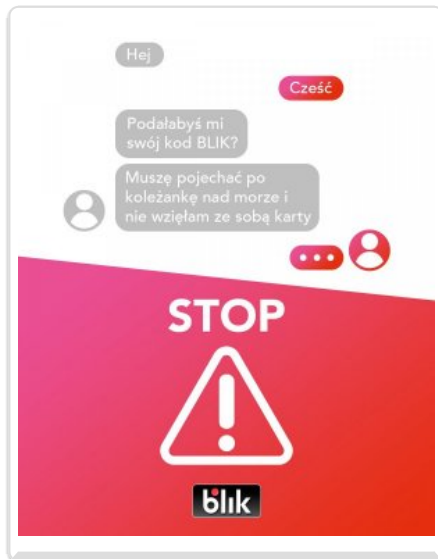 Hej
Cześć
Podałabyś mi
swój kod BLIK?
Muszę pojechać po
koleżankę nad morze i
nie wzięłam ze sobą karty
STOP
blik